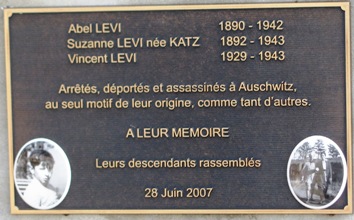 Abel LEVI 1890 - 1942
Suzanne LEVI née KATZ 1892 - 1943
Vincent LEVI 1929 - 1943
Arrêtés, déportés et assassinés à Auschwitz,
au seul motif de leur origine, comme tant d'autres.
A LEUR MEMOIRE
Leurs descendants rassemblés
28 Juin 2007